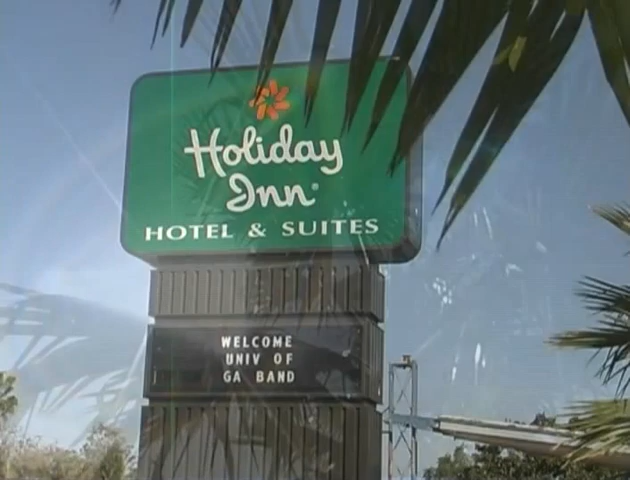 Holiday
Inn
HOTEL & SUITES
WELCOME
UNIV OF
GA BAND